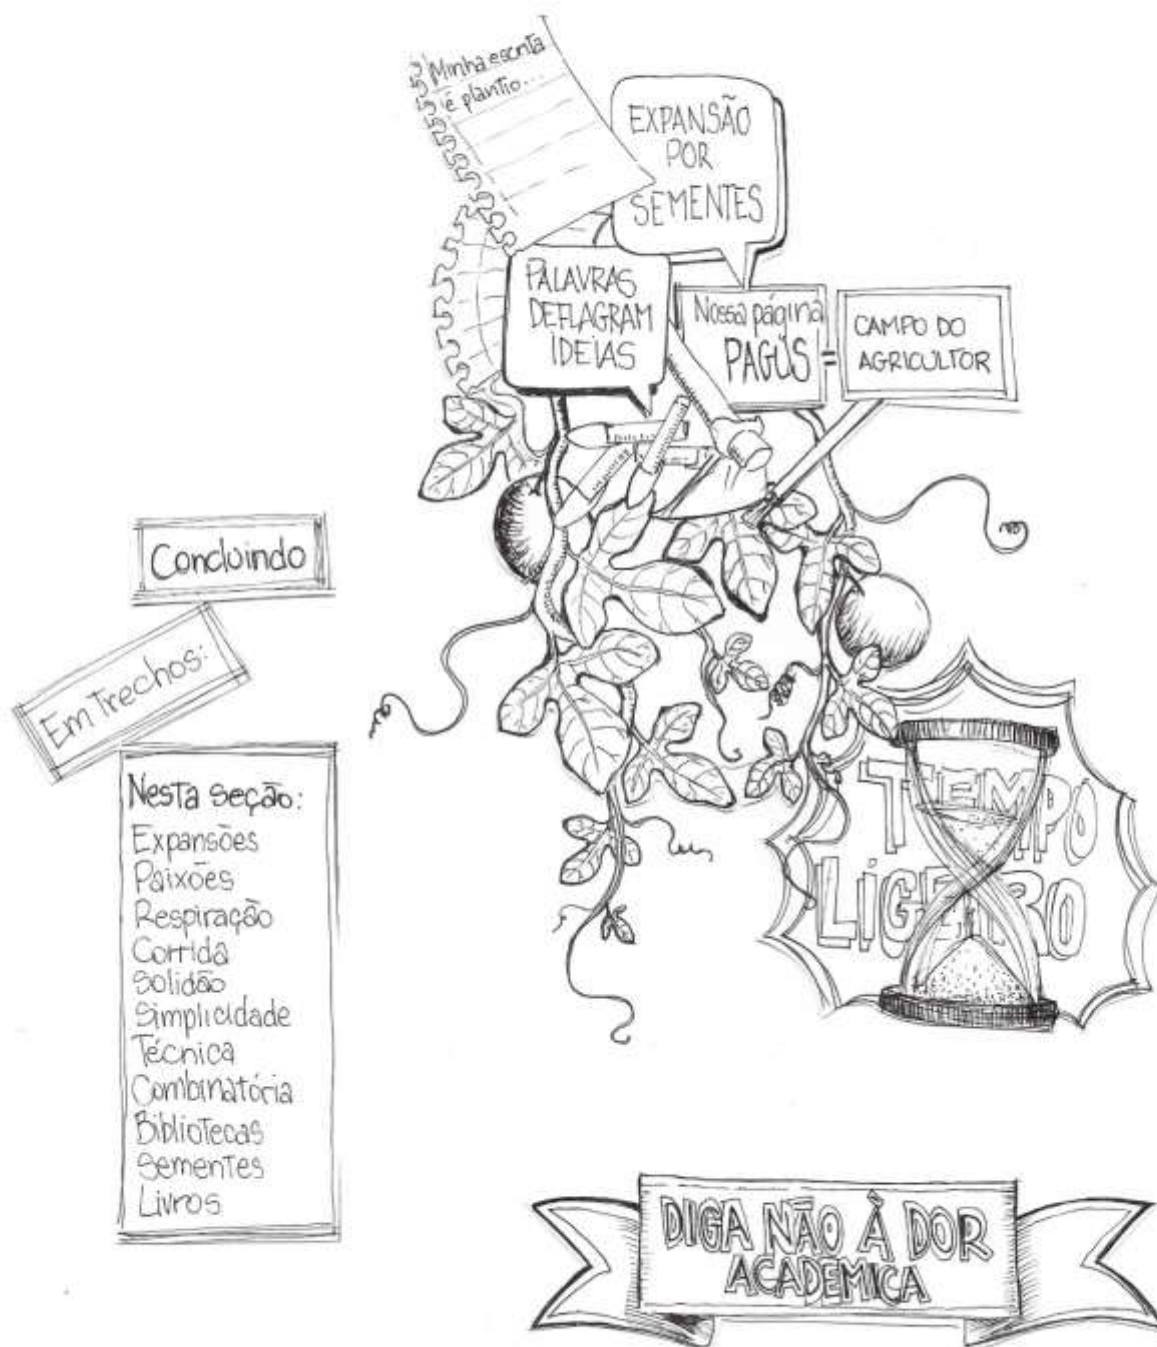 Minha escrita
é plantio...
EXPANSÃO
POR
SEMENTES
PALAVRAS
DEFLAGRAM
IDEIAS
Nossa página
PAGUS
=
CAMPO DO
AGRICULTOR
Concluindo
Em Trechos:
Nesta seção:
Expansões
Paixões
Respiração
Corrida
Solidão
Simplicidade
Técnica
Combinatória
Bibliotecas
Sementes
Livros
TEMPO
LIGEIRO
DIGA NÃO À DOR
ACADEMICA